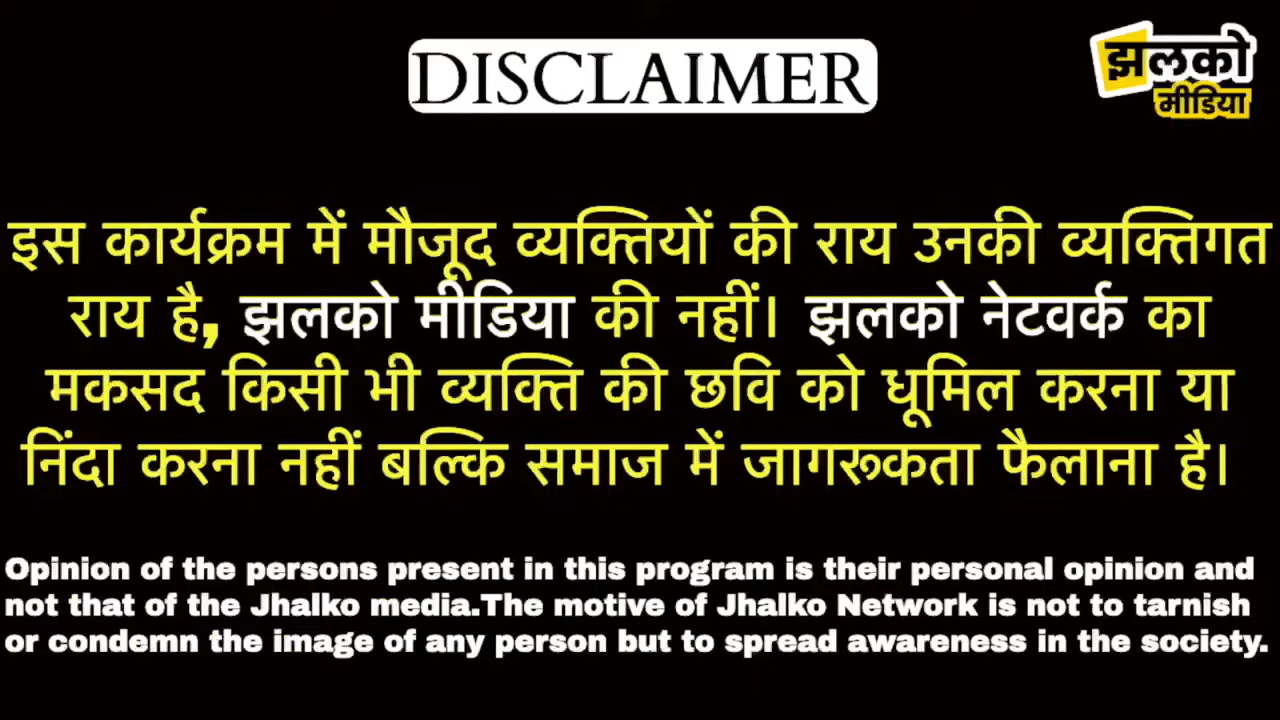 DISCLAIMER
झलको
मीडिया
इस कार्यक्रम में मौजूद व्यक्तियों की राय उनकी व्यक्तिगत
राय है, झलको मीडिया की नहीं। झलको नेटवर्क का
मकसद किसी भी व्यक्ति की छवि को धूमिल करना या
निंदा करना नहीं बल्कि समाज में जागरूकता फैलाना है।
Opinion of the persons present in this program is their personal opinion and
not that of the Jhalko media.The motive of Jhalko Network is not to tarnish
or condemn the image of any person but to spread awareness in the society.